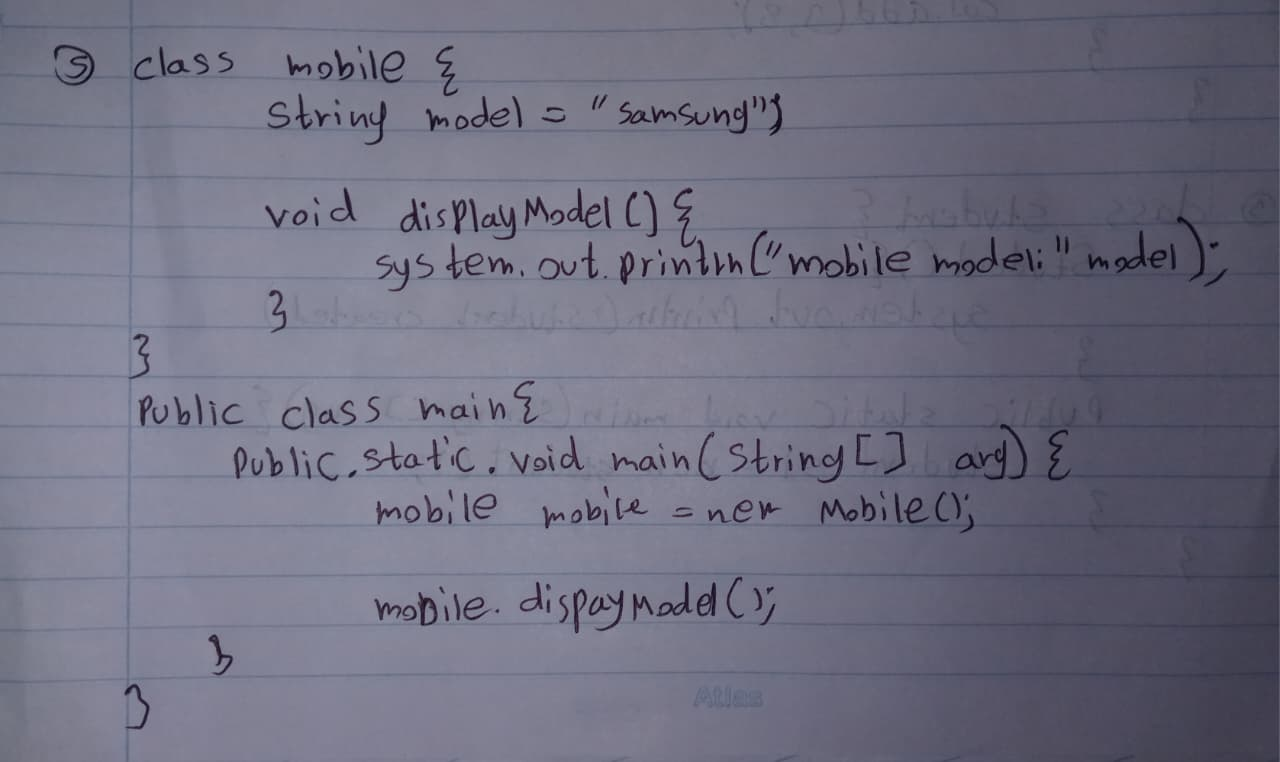 ⑤ class mobile {
String model = "samsung";
void displayModel() {
system.out.println("mobile model:" model);
}
}
Public class main {
Public.static.void main(String[] arg) {
mobile mobile = new Mobile();
mobile.dispayModel();
}
}
Atlas